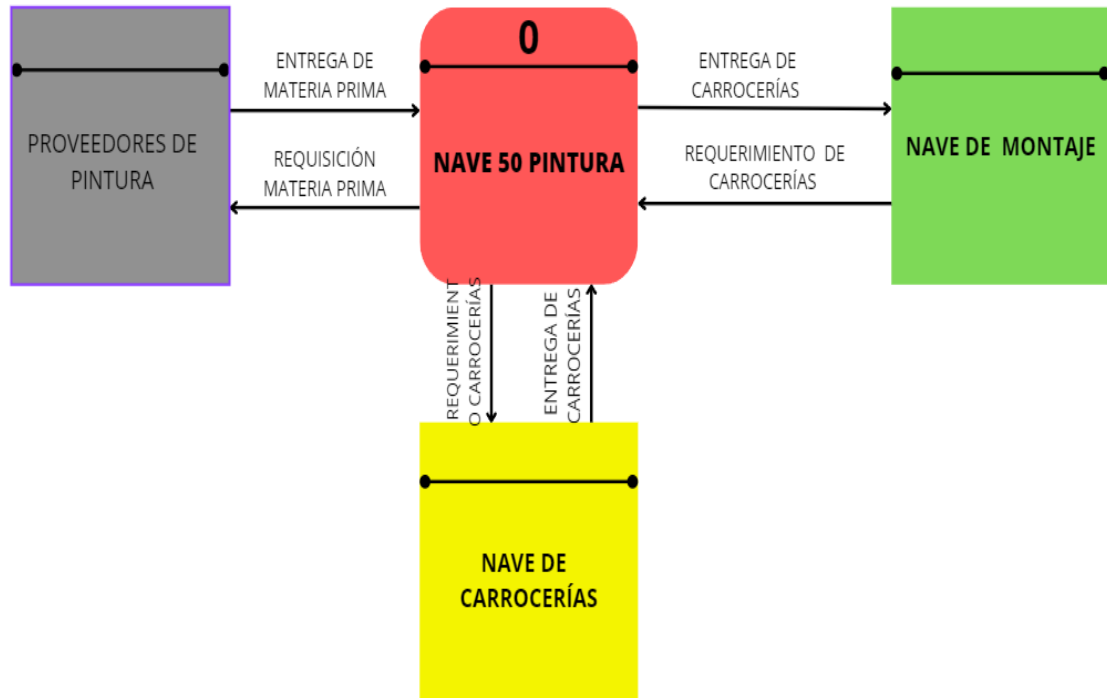 0
ENTREGA DE
MATERIA PRIMA
ENTREGA DE
CARROCERÍAS
PROVEEDORES DE
PINTURA
REQUISICIÓN
MATERIA PRIMA
NAVE 50 PINTURA
REQUERIMIENTO DE
CARROCERÍAS
NAVE DE MONTAJE
REQUERIMIENT
O CARROCERÍAS
ENTREGA DE
CARROCERÍAS
NAVE DE
CARROCERÍAS